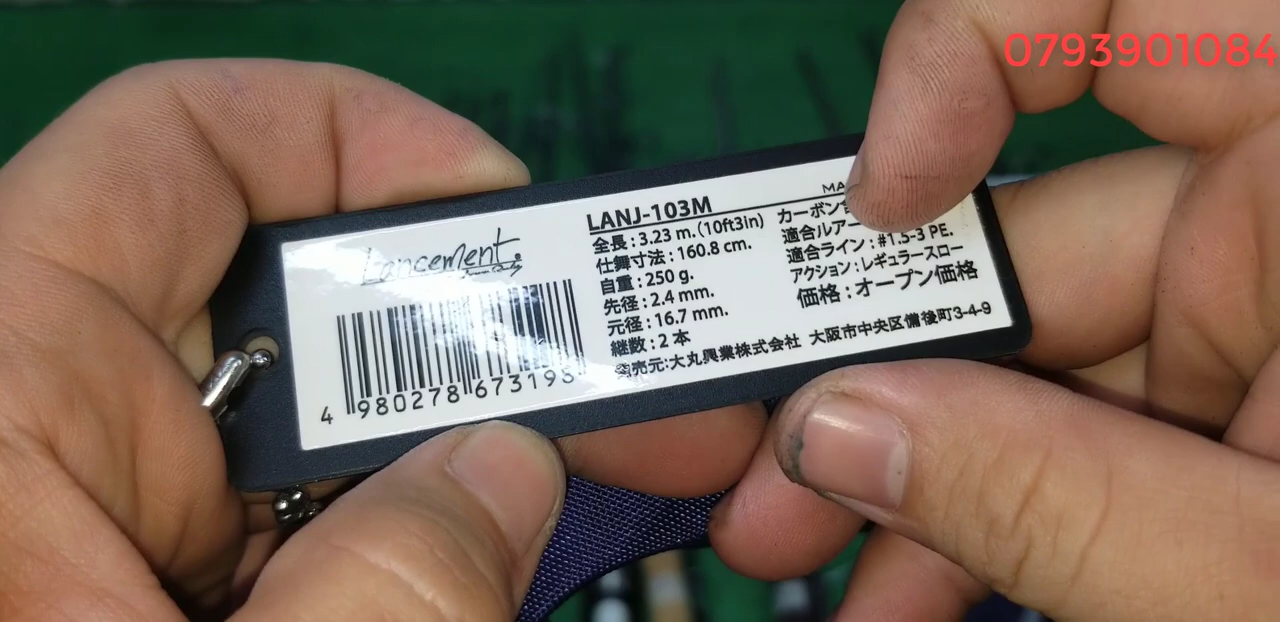 0793901084
Lancement.
4 980278 673198
LANJ-103M
全長 : 3.23 m. (10ft3in)
仕舞寸法 : 160.8 cm.
自重 : 250 g.
先径 : 2.4 mm.
元径 : 16.7 mm.
継数 : 2 本
MA
カーボン
適合ルアー
適合ライン : #1.5-3 PE.
アクション : レギュラースロー
価格 : オープン価格
発売元:大丸興業株式会社 大阪市中央区備後町3-4-9